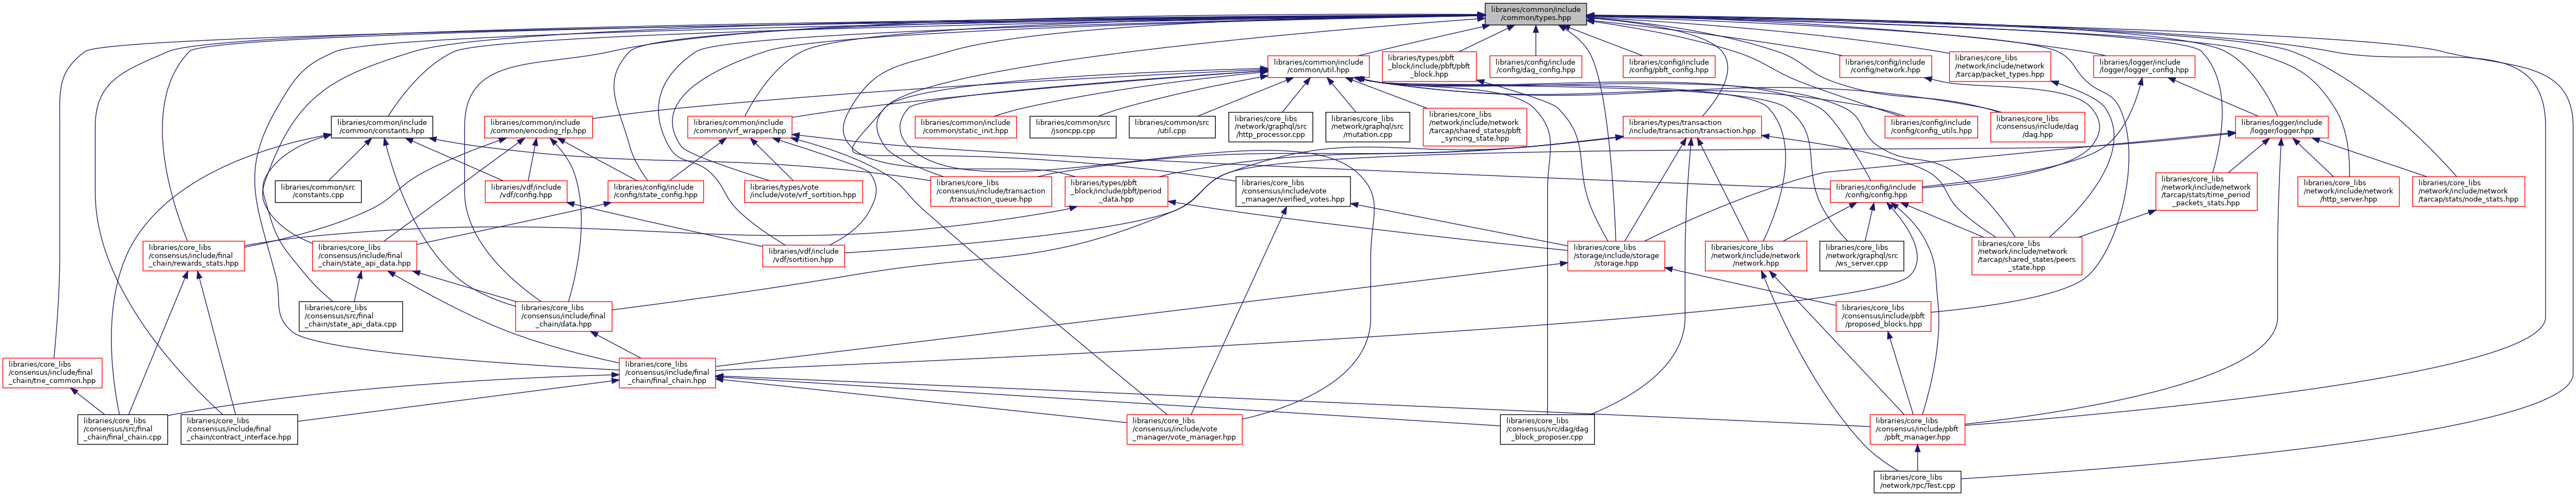 libraries/common/include
/common/types.hpp
libraries/common/include
/common/util.hpp
libraries/types/pbft
_block/include/pbft/pbft
_block.hpp
libraries/config/include
/config/dag_config.hpp
libraries/config/include
/config/pbft_config.hpp
libraries/config/include
/config/network.hpp
libraries/core_libs
/network/include/network
/tarcap/packet_types.hpp
libraries/logger/include
/logger/logger_config.hpp
libraries/common/include
/common/constants.hpp
libraries/common/include
/common/encoding_rlp.hpp
libraries/common/include
/common/vrf_wrapper.hpp
libraries/common/include
/common/static_init.hpp
libraries/common/src
/jsoncpp.cpp
libraries/common/src
/util.cpp
libraries/core_libs
/network/graphql/src
/http_processor.cpp
libraries/core_libs
/network/graphql/src
/mutation.cpp
libraries/core_libs
/network/include/network
/tarcap/shared_states/pbft
_syncing_state.hpp
libraries/types/transaction
/include/transaction/transaction.hpp
libraries/config/include
/config/config_utils.hpp
libraries/core_libs
/consensus/include/dag
/dag.hpp
libraries/logger/include
/logger/logger.hpp
libraries/common/src
/constants.cpp
libraries/vdf/include
/vdf/config.hpp
libraries/config/include
/config/state_config.hpp
libraries/types/vote
/include/vote/vrf_sortition.hpp
libraries/core_libs
/consensus/include/transaction
/transaction_queue.hpp
libraries/types/pbft
_block/include/pbft/period
_data.hpp
libraries/core_libs
/consensus/include/vote
_manager/verified_votes.hpp
libraries/config/include
/config/config.hpp
libraries/core_libs
/network/include/network
/tarcap/stats/time_period
_packets_stats.hpp
libraries/core_libs
/network/include/network
/http_server.hpp
libraries/core_libs
/network/include/network
/tarcap/stats/node_stats.hpp
libraries/core_libs
/consensus/include/final
_chain/rewards_stats.hpp
libraries/core_libs
/consensus/include/final
_chain/state_api_data.hpp
libraries/vdf/include
/vdf/sortition.hpp
libraries/core_libs
/storage/include/storage
/storage.hpp
libraries/core_libs
/network/include/network
/network.hpp
libraries/core_libs
/network/graphql/src
/ws_server.cpp
libraries/core_libs
/network/include/network
/tarcap/shared_states/peers
_state.hpp
libraries/core_libs
/consensus/src/final
_chain/state_api_data.cpp
libraries/core_libs
/consensus/include/final
_chain/data.hpp
libraries/core_libs
/consensus/include/pbft
/proposed_blocks.hpp
libraries/core_libs
/consensus/include/final
_chain/trie_common.hpp
libraries/core_libs
/consensus/include/final
_chain/final_chain.hpp
libraries/core_libs
/consensus/src/final
_chain/final_chain.cpp
libraries/core_libs
/consensus/include/final
_chain/contract_interface.hpp
libraries/core_libs
/consensus/include/vote
_manager/vote_manager.hpp
libraries/core_libs
/consensus/src/dag/dag
_block_proposer.cpp
libraries/core_libs
/consensus/include/pbft
/pbft_manager.hpp
libraries/core_libs
/network/rpc/Test.cpp